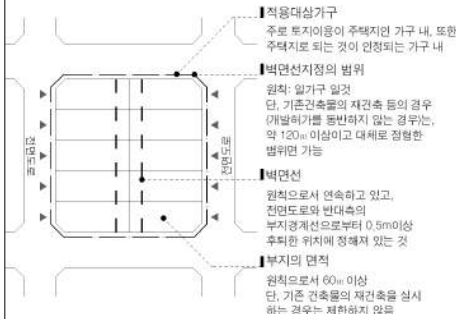 적용대상가구
주로 토지이용이 주택지인 가구 내, 또한
주택지로 되는 것이 인정되는 가구 내
벽면선지정의 범위
원칙: 일가구 일것
단, 기존건축물의 재건축 등의 경우
(개발허가를 동반하지 않는 경우)는,
약 120㎡ 이상이고 대체로 정형한
범위면 가능
전면도로
전면도로
벽면선
원칙으로서 연속하고 있고,
전면도로와 반대측의
부지경계선으로부터 0.5m이상
후퇴한 위치에 정해져 있는 것
부지의 면적
원칙으로서 60㎡ 이상
단, 기존 건축물의 재건축을 실시
하는 경우는 제한하지 않음